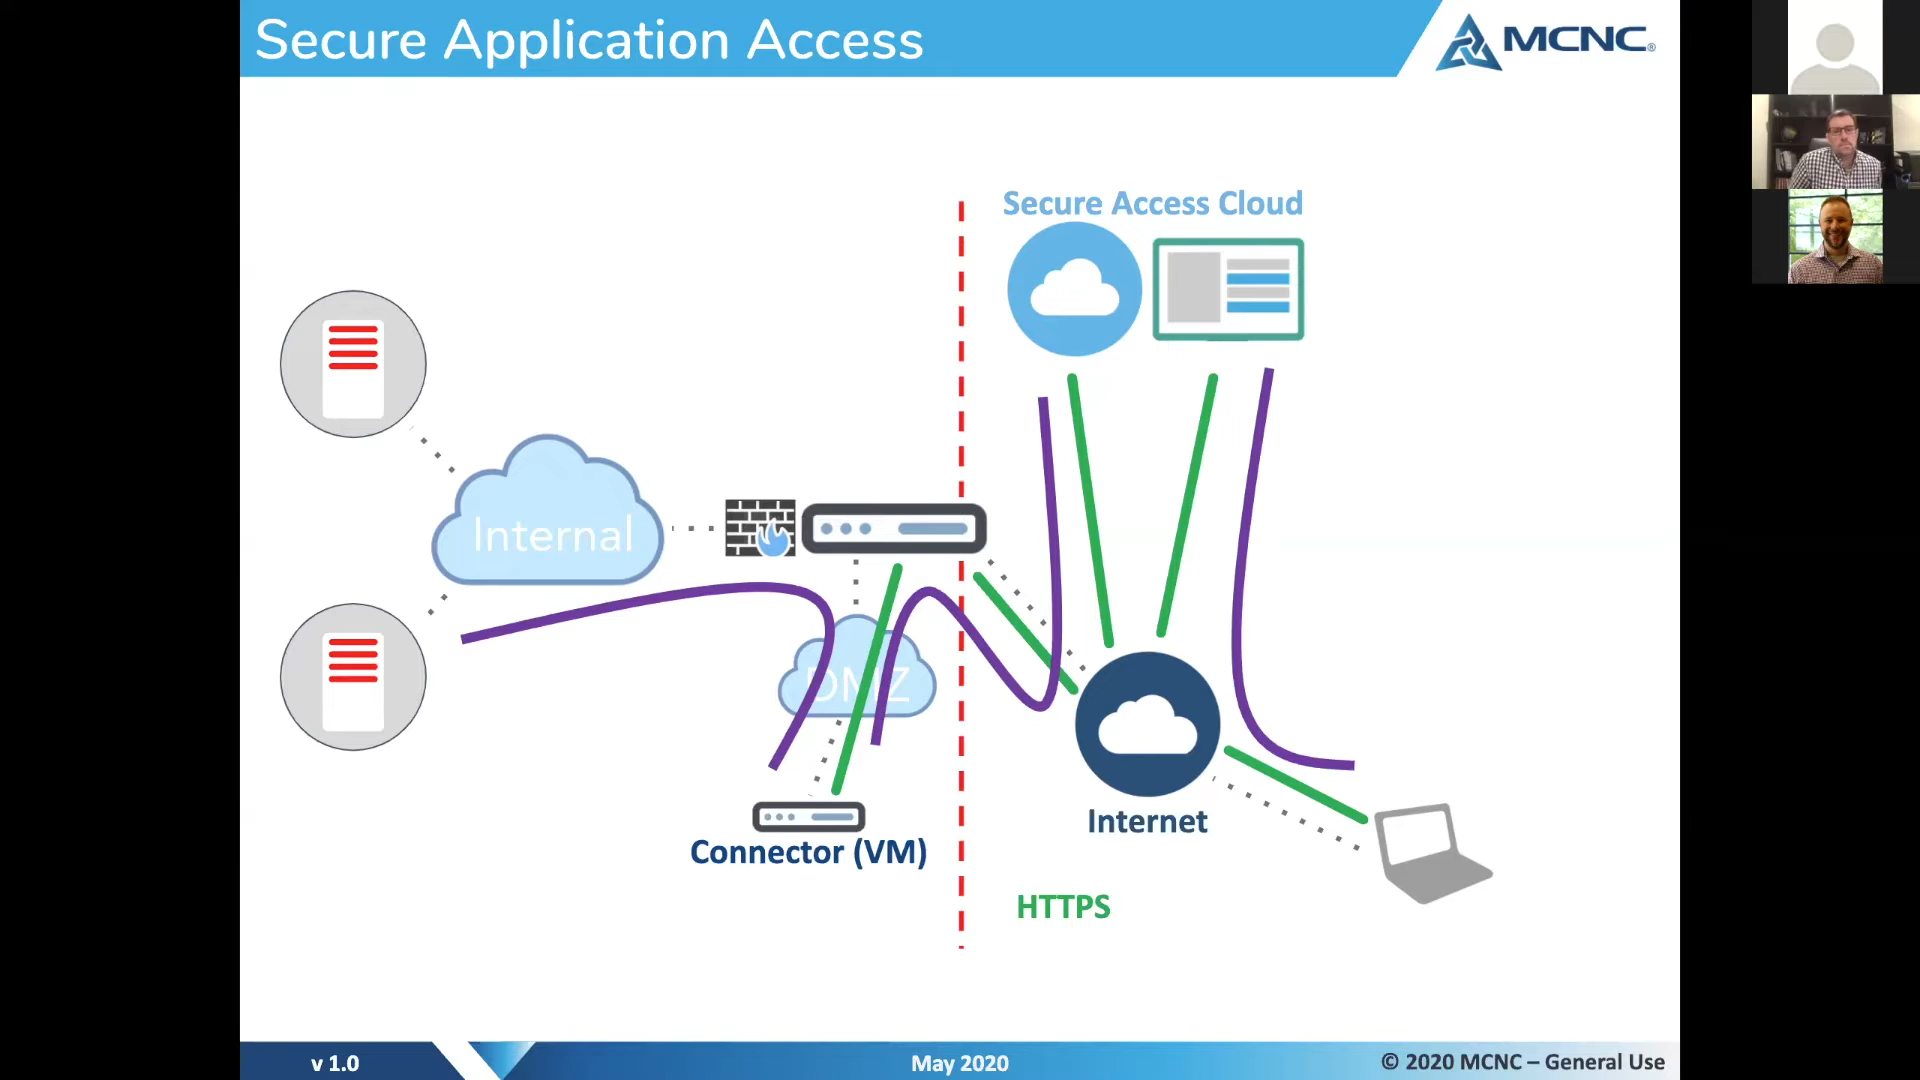 Secure Application Access
MCNC®
Secure Access Cloud
Internal
DMZ
Internet
Connector (VM)
HTTPS
v 1.0
May 2020
© 2020 MCNC – General Use